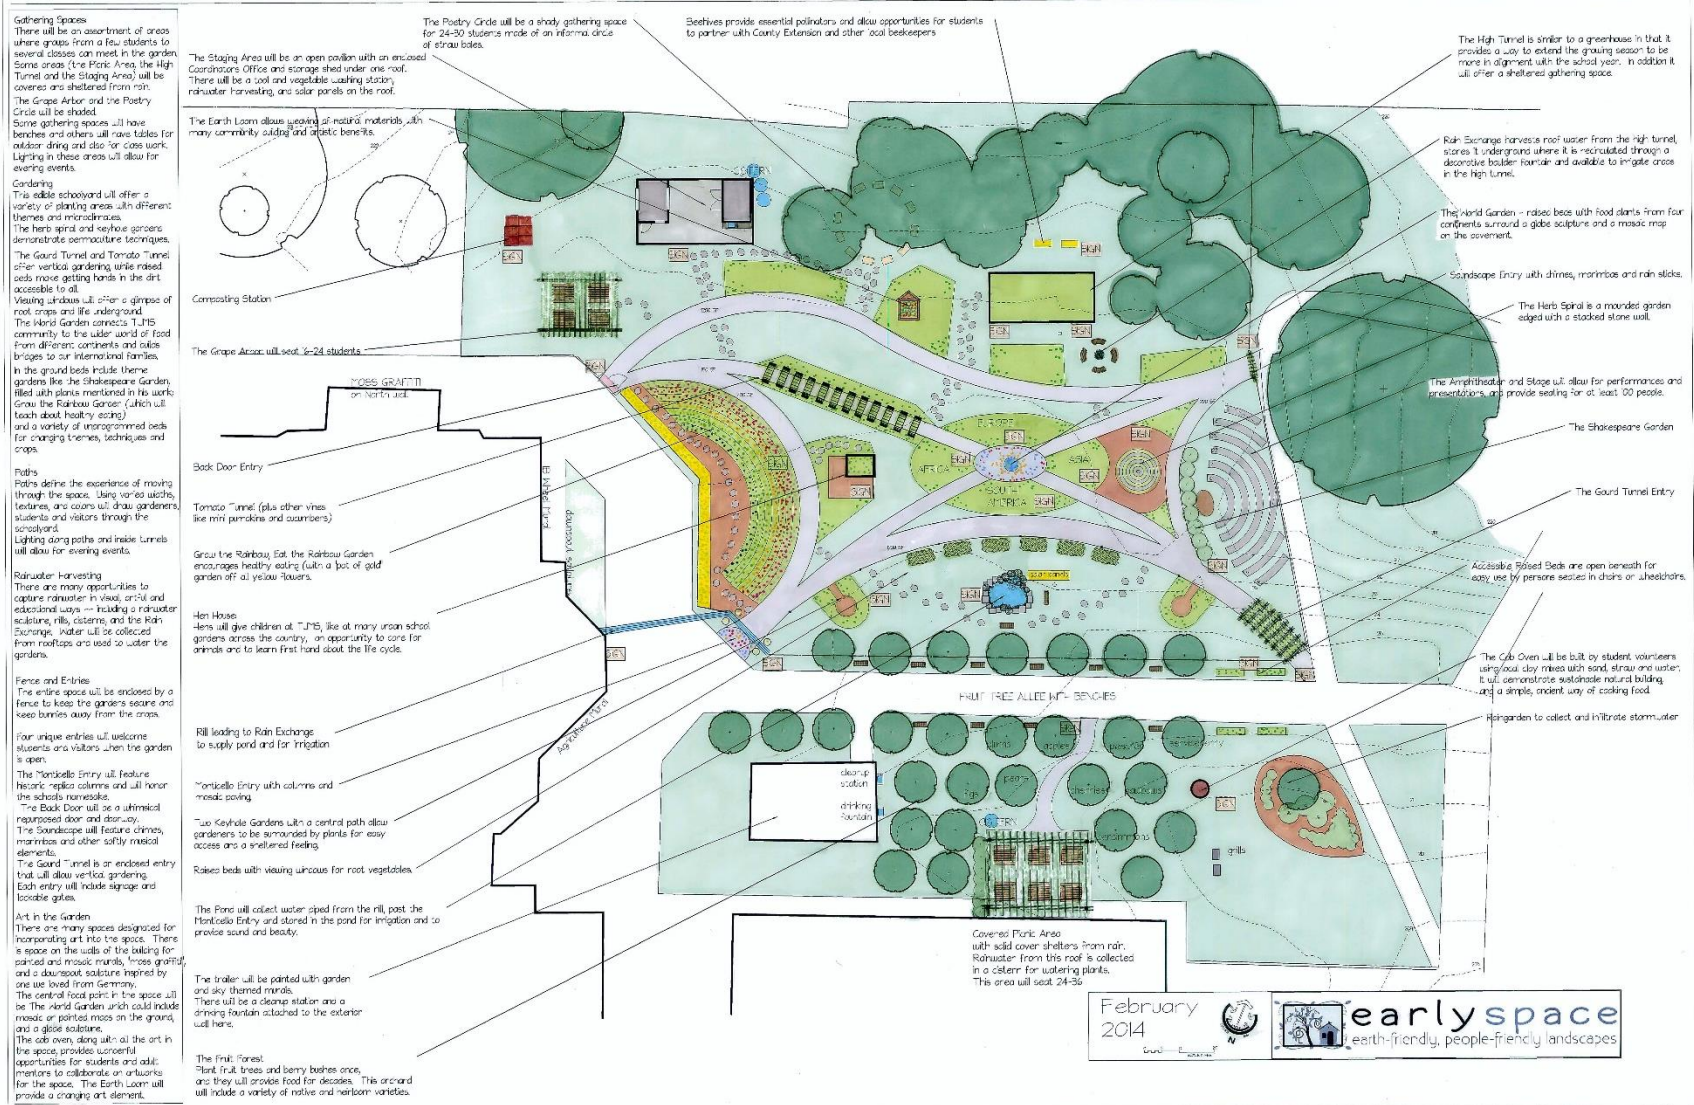 Gathering Spaces
There will be an assortment of areas
where groups from a few students to
several classes can meet in the garden.
Some areas (the Picnic Area, the High
Tunnel and the Staging Area) will be
covered and sheltered from rain.
The Grape Arbor and the Poetry
Circle will be shaded.
Some gathering spaces will have
benches and others will have tables for
outdoor dining and also for class work.
Lighting in these areas will allow for
evening events.
Gardening
This edible schoolyard will offer a
variety of planting areas with different
themes and microclimates.
The herb spiral and keyhole gardens
demonstrate permaculture techniques.
The Gourd Tunnel and Tomato Tunnel
offer vertical gardening, while raised
beds make getting hands in the dirt
accessible to all.
Viewing windows will offer a glimpse of
root crops and life underground.
The World Garden connects TJMS
community to the wider world of food
from different continents and builds
bridges to our international families.
In the ground beds include theme
gardens like the Shakespeare Garden,
filled with plants mentioned in his work;
Grow the Rainbow Garden (which will
teach about healthy eating)
and a variety of unprogrammed beds
for changing themes, techniques and
crops.
Paths
Paths define the experience of moving
through the space. Using varied widths,
textures, and colors will draw gardeners,
students and visitors through the
schoolyard.
Lighting along paths and inside tunnels
will allow for evening events.
Rainwater Harvesting
There are many opportunities to
capture rainwater in visual, artful and
educational ways -- including a rainwater
sculpture, rills, cisterns, and the Rain
Exchange. Water will be collected
from rooftops and used to water the
gardens.
Fence and Entries
The entire space will be enclosed by a
fence to keep the gardens secure and
keep bunnies away from the crops.
Four unique entries will welcome
students and visitors when the garden
is open.
The Monticello Entry will feature
historic replica columns and will honor
the school's namesake.
The Back Door will be a whimsical
repurposed door and doorway.
The Soundscape will feature chimes,
marimbas and other softly musical
elements.
The Gourd Tunnel is an enclosed entry
that will allow vertical gardening.
Each entry will include signage and
lockable gates.
Art in the Garden
There are many spaces designated for
incorporating art into the space. There
is space on the walls of the building for
painted and mosaic murals, 'moss graffiti',
and a downspout sculpture inspired by
one we loved from Germany.
The central focal point in the space will
be The World Garden which could include
mosaic or painted maps on the ground,
and a globe sculpture.
The cob oven, along with all the art in
the space, provides wonderful
opportunities for students and adult
mentors to collaborate on artworks
for the space. The Earth Loom will
provide a changing art element.
The Poetry Circle will be a shady gathering space
for 24-30 students made of an informal circle
of straw bales.
Beehives provide essential pollinators and allow opportunities for students
to partner with County Extension and other local beekeepers
The Staging Area will be an open pavilion with an enclosed
Coordinators Office and storage shed under one roof.
There will be a tool and vegetable washing station,
rainwater harvesting, and solar panels on the roof.
The Earth Loom allows weaving of natural materials with
many community building and artistic benefits.
The High Tunnel is similar to a greenhouse in that it
provides a way to extend the growing season to be
more in alignment with the school year. In addition it
will offer a sheltered gathering space.
Rain Exchange harvests roof water from the high tunnel,
stores it underground where it is recirculated through a
decorative boulder fountain and available to irrigate areas
in the high tunnel.
The World Garden - raised beds with food plants from four
continents surround a globe sculpture and a mosaic map
on the pavement.
Soundscape Entry with chimes, marimbas and rain sticks.
The Herb Spiral is a mounded garden
edged with a stacked stone wall.
The Amphitheater and Stage will allow for performances and
presentations, and provide seating for at least 100 people.
The Shakespeare Garden
The Gourd Tunnel Entry
Accessible Raised Beds are open beneath for
easy use by persons seated in chairs or wheelchairs.
The Cob Oven will be built by student volunteers
using local clay mixed with sand, straw and water.
It will demonstrate sustainable natural building,
and a simple, ancient way of cooking food.
Raingarden to collect and infiltrate stormwater
Composting Station
The Grape Arbor will seat 16-24 students
MOSS GRAFFITI
on North wall
Back Door Entry
Tomato Tunnel (plus other vines
like mini pumpkins and cucumbers)
Grow the Rainbow, Eat the Rainbow Garden
encourages healthy eating (with a 'pot of gold'
garden off all yellow flowers.
Hen House
Hens will give children at TJMS, like at many urban school
gardens across the country, an opportunity to care for
animals and to learn first hand about the life cycle.
Rill leading to Rain Exchange
to supply pond and for irrigation
Monticello Entry with columns and
mosaic paving.
Two Keyhole Gardens with a central path allow
gardeners to be surrounded by plants for easy
access and a sheltered feeling.
Raised beds with viewing windows for root vegetables.
The Pond will collect water piped from the rill, past the
Monticello Entry and stored in the pond for irrigation and to
provide sound and beauty.
The trailer will be painted with garden
and sky themed murals.
There will be a cleanup station and a
drinking fountain attached to the exterior
wall here.
The Fruit Forest
Plant fruit trees and berry bushes once,
and they will provide food for decades. This orchard
will include a variety of native and heirloom varieties.
CISTERN
SIGN
SIGN
SIGN
SIGN
SIGN
SIGN
SIGN
EUROPE
SIGN
AFRICA
SIGN
ASIA
SIGN
SOUTH
AMERICA
SIGN
SIGN
SIGN
SIGN
SIGN
SIGN
SIGN
SIGN
SIGN
SIGN
SIGN
Agriculture Mural
FRUIT TREE ALLEE WITH BENCHES
plums
apples
serviceberry
pears
figs
cherries
persimmons
SIGN
SIGN
cleanup
station
drinking
fountain
CISTERN
grills
Covered Picnic Area
with solid cover shelters from rain.
Rainwater from this roof is collected
in a cistern for watering plants.
This area will seat 24-36
February
2014
N
earlyspace
earth-friendly, people-friendly landscapes